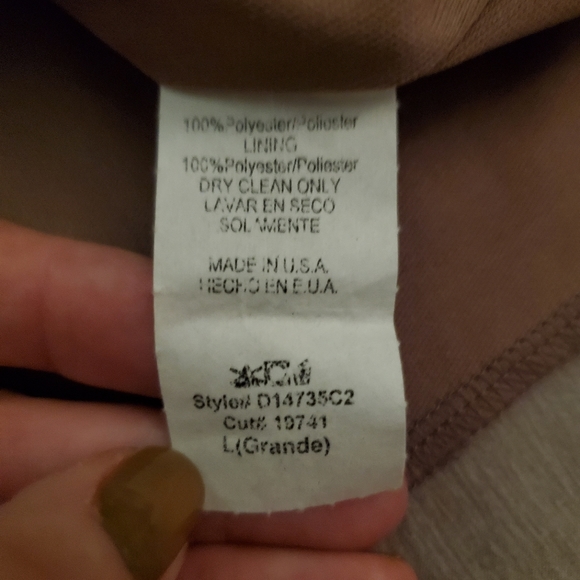 100% Polyester/Poliester
LINING
100% Polyester/Poliester
DRY CLEAN ONLY
LAVAR EN SECO
SOLAMENTE
MADE IN U.S.A.
HECHO EN E.U.A.
Style# D14735C2
Cut# 19741
L(Grande)